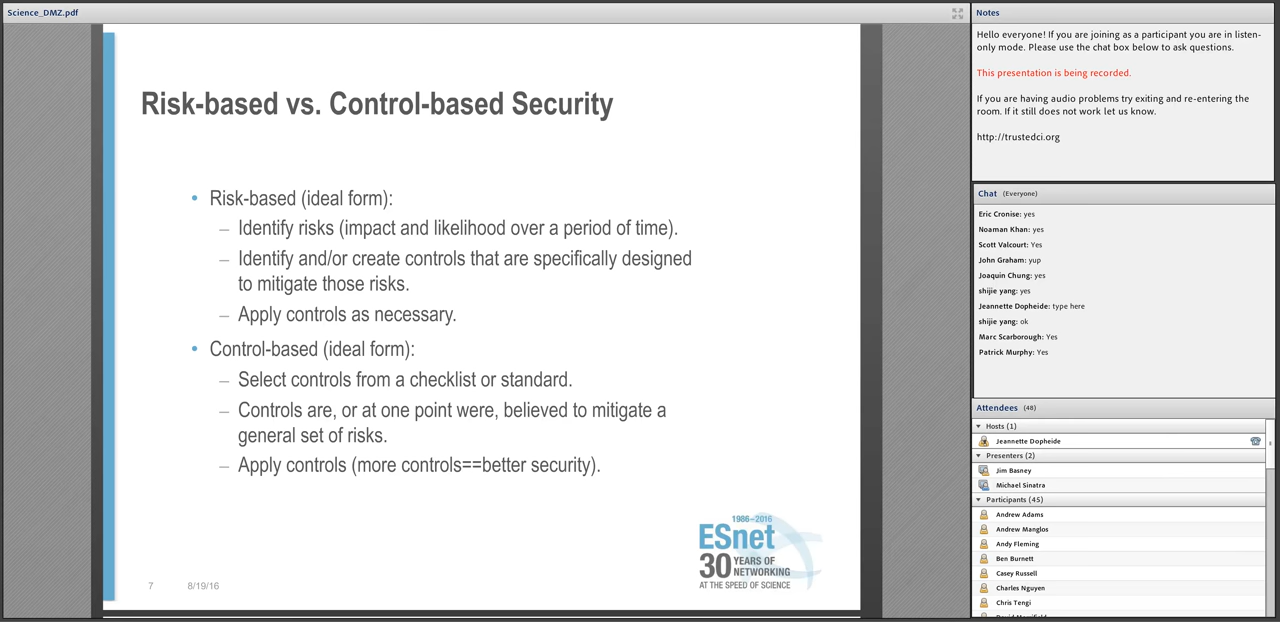 Science_DMZ.pdf
Risk-based vs. Control-based Security
• Risk-based (ideal form):
– Identify risks (impact and likelihood over a period of time).
– Identify and/or create controls that are specifically designed
to mitigate those risks.
– Apply controls as necessary.
• Control-based (ideal form):
– Select controls from a checklist or standard.
– Controls are, or at one point were, believed to mitigate a
general set of risks.
– Apply controls (more controls==better security).
1986–2016
ESnet
30 YEARS OF
NETWORKING
AT THE SPEED OF SCIENCE
7 8/19/16
Notes
Hello everyone! If you are joining as a participant you are in listen-
only mode. Please use the chat box below to ask questions.
This presentation is being recorded.
If you are having audio problems try exiting and re-entering the
room. If it still does not work let us know.
http://trustedci.org
Chat (Everyone)
Eric Cronise: yes
Noaman Khan: yes
Scott Valcourt: Yes
John Graham: yup
Joaquin Chung: yes
shijie yang: yes
Jeannette Dopheide: type here
shijie yang: ok
Marc Scarborough: Yes
Patrick Murphy: Yes
Attendees (48)
Hosts (1)
Jeannette Dopheide
Presenters (2)
Jim Basney
Michael Sinatra
Participants (45)
Andrew Adams
Andrew Manglos
Andy Fleming
Ben Burnett
Casey Russell
Charles Nguyen
Chris Tengi